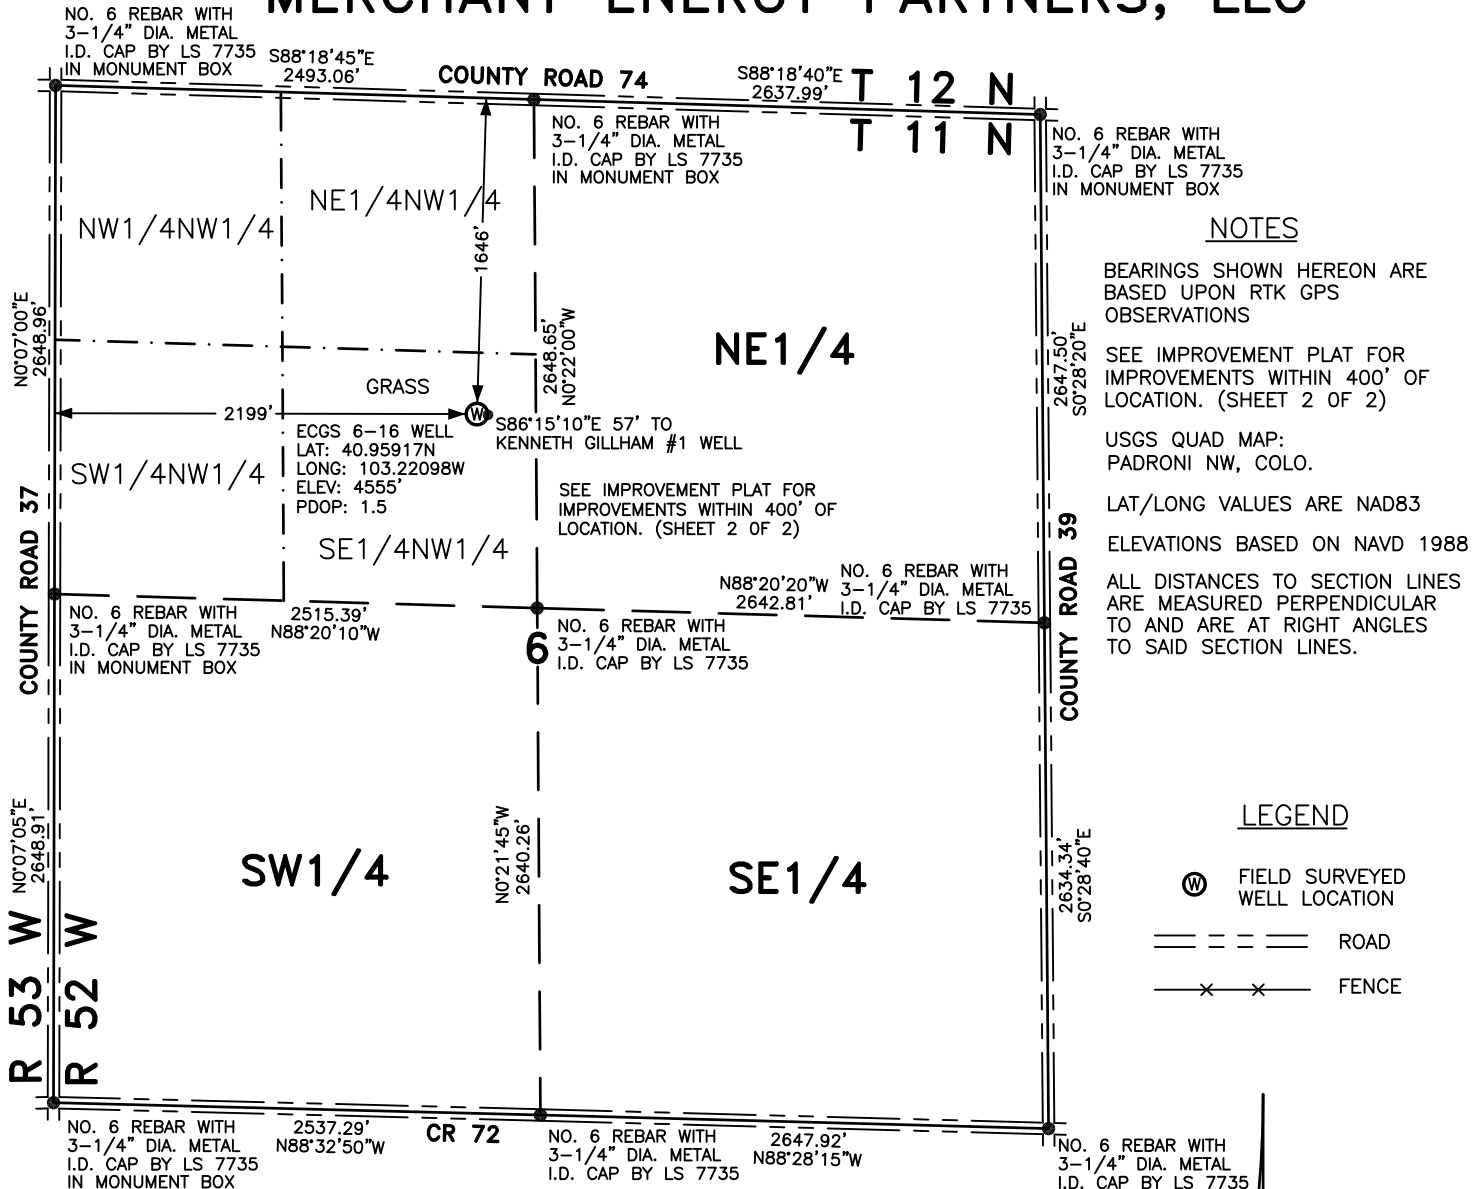 MERCHANT ENERGY PARTNERS, LLC
NO. 6 REBAR WITH
3-1/4" DIA. METAL
I.D. CAP BY LS 7735
IN MONUMENT BOX
S88°18'45"E
2493.06'
COUNTY ROAD 74
S88°18'40"E
2637.99'
T 12 N
T 11 N
NO. 6 REBAR WITH
3-1/4" DIA. METAL
I.D. CAP BY LS 7735
IN MONUMENT BOX
NO. 6 REBAR WITH
3-1/4" DIA. METAL
I.D. CAP BY LS 7735
IN MONUMENT BOX
NW1/4NW1/4
NE1/4NW1/4
1646'
N0°07'00"E
2648.96'
2648.65'
N0°22'00"W
NE1/4
2647.50'
S0°28'20"E
GRASS
2199'
W
S86°15'10"E 57' TO
KENNETH GILLHAM #1 WELL
ECGS 6-16 WELL
LAT: 40.95917N
LONG: 103.22098W
ELEV: 4555'
PDOP: 1.5
SW1/4NW1/4
SE1/4NW1/4
SEE IMPROVEMENT PLAT FOR
IMPROVEMENTS WITHIN 400' OF
LOCATION. (SHEET 2 OF 2)
COUNTY ROAD 37
COUNTY ROAD 39
NO. 6 REBAR WITH
3-1/4" DIA. METAL
I.D. CAP BY LS 7735
IN MONUMENT BOX
2515.39'
N88°20'10"W
6
NO. 6 REBAR WITH
3-1/4" DIA. METAL
I.D. CAP BY LS 7735
N88°20'20"W
2642.81'
NO. 6 REBAR WITH
3-1/4" DIA. METAL
I.D. CAP BY LS 7735
N0°07'05"E
2648.91'
SW1/4
N0°21'45"W
2640.26'
SE1/4
2634.34'
S0°28'40"E
R 53 W
R 52 W
NO. 6 REBAR WITH
3-1/4" DIA. METAL
I.D. CAP BY LS 7735
IN MONUMENT BOX
2537.29'
N88°32'50"W
CR 72
NO. 6 REBAR WITH
3-1/4" DIA. METAL
I.D. CAP BY LS 7735
2647.92'
N88°28'15"W
NO. 6 REBAR WITH
3-1/4" DIA. METAL
I.D. CAP BY LS 7735
NOTES
BEARINGS SHOWN HEREON ARE
BASED UPON RTK GPS
OBSERVATIONS
SEE IMPROVEMENT PLAT FOR
IMPROVEMENTS WITHIN 400' OF
LOCATION. (SHEET 2 OF 2)
USGS QUAD MAP:
PADRONI NW, COLO.
LAT/LONG VALUES ARE NAD83
ELEVATIONS BASED ON NAVD 1988
ALL DISTANCES TO SECTION LINES
ARE MEASURED PERPENDICULAR
TO AND ARE AT RIGHT ANGLES
TO SAID SECTION LINES.
LEGEND
W FIELD SURVEYED
WELL LOCATION
ROAD
FENCE